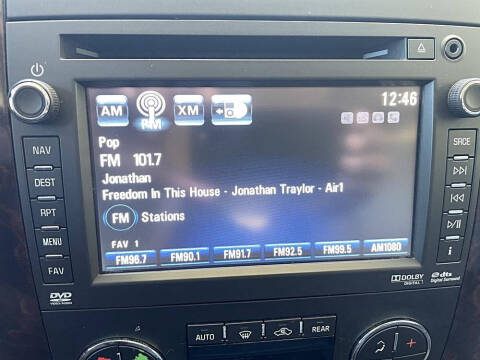 AM
FM
XM
12:46
Pop
FM 101.7
Jonathan
Freedom In This House - Jonathan Traylor - Air1
FM Stations
FAV 1
FM96.7 FM90.1 FM91.7 FM92.5 FM99.5 AM1080
NAV
DEST
RPT
MENU
FAV
SRCE
i
DVD
DOLBY
DIGITAL
dts
Digital Surround
AUTO
REAR